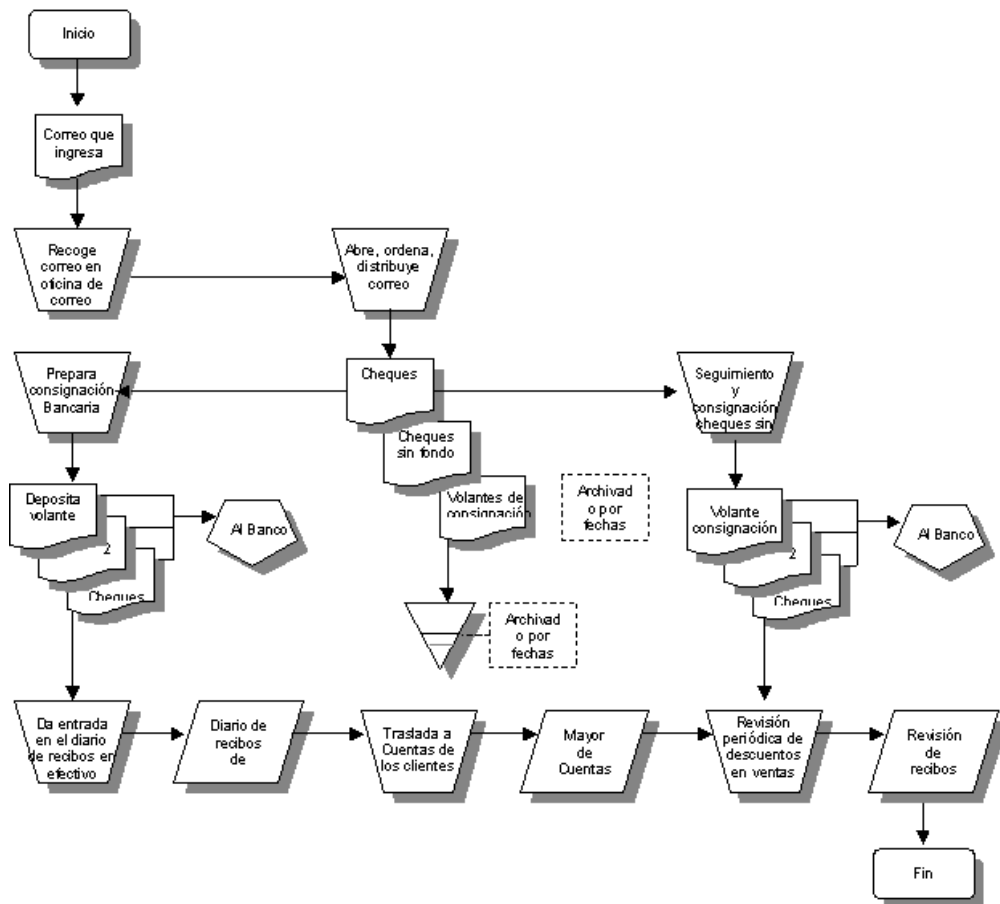 Inicio
Correo que
ingresa
Recoge
correo en
oficina de
correo
Abre, ordena,
distribuye
correo
Prepara
consignación
Bancaria
Cheques
Seguimiento
y
consignación
cheques sin
Cheques
sin fondo
Deposita
volante
2
Cheques
Al Banco
Volantes de
consignación
Archivad
o por
fechas
Volante
consignación
2
Cheques
Al Banco
Archivad
o por
fechas
Da entrada
en el diario
de recibos en
efectivo
Diario de
recibos
de
Traslada a
Cuentas de
los clientes
Mayor
de
Cuentas
Revisión
periódica de
descuentos
en ventas
Revisión
de
recibos
Fin